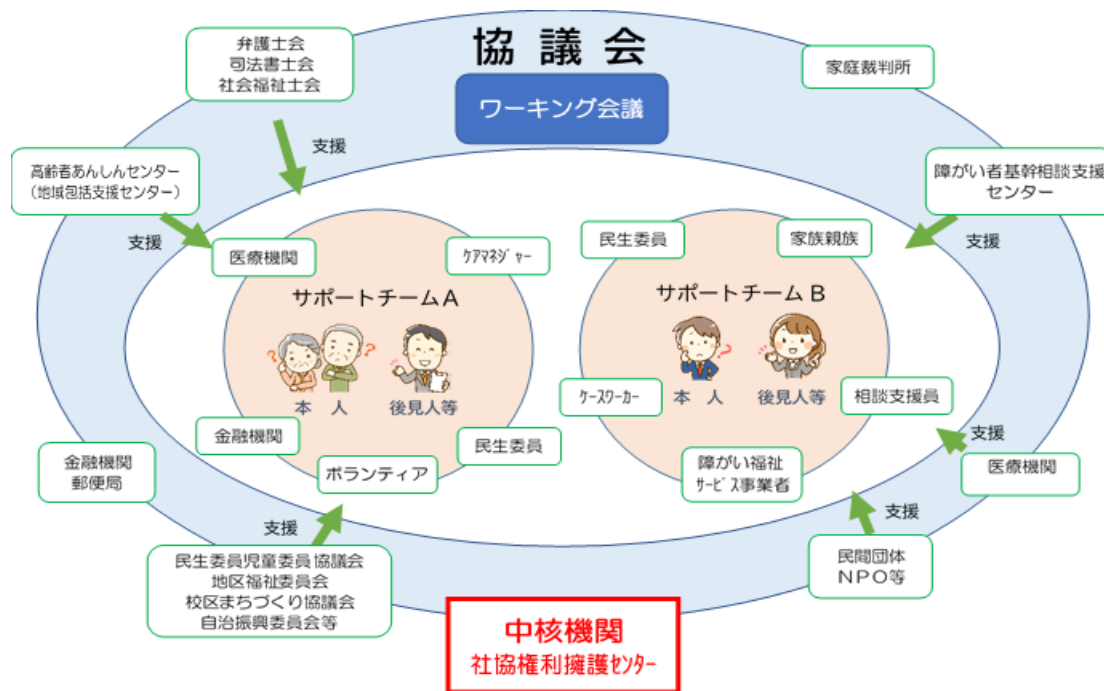 協議会
ワーキング会議
弁護士会
司法書士会
社会福祉士会
家庭裁判所
支援
高齢者あんしんセンター
（地域包括支援センター）
支援
障がい者基幹相談支援
センター
支援
医療機関
ケアマネジャー
サポートチームA
本 人
後見人等
金融機関
ボランティア
民生委員
民生委員
家族親族
サポートチームB
ケースワーカー
本 人
後見人等
相談支援員
障がい福祉
サービス事業者
金融機関
郵便局
支援
医療機関
支援
民生委員児童委員協議会
地区福祉委員会
校区まちづくり協議会
自治振興委員会等
支援
民間団体
NPO等
中核機関
社協権利擁護センター